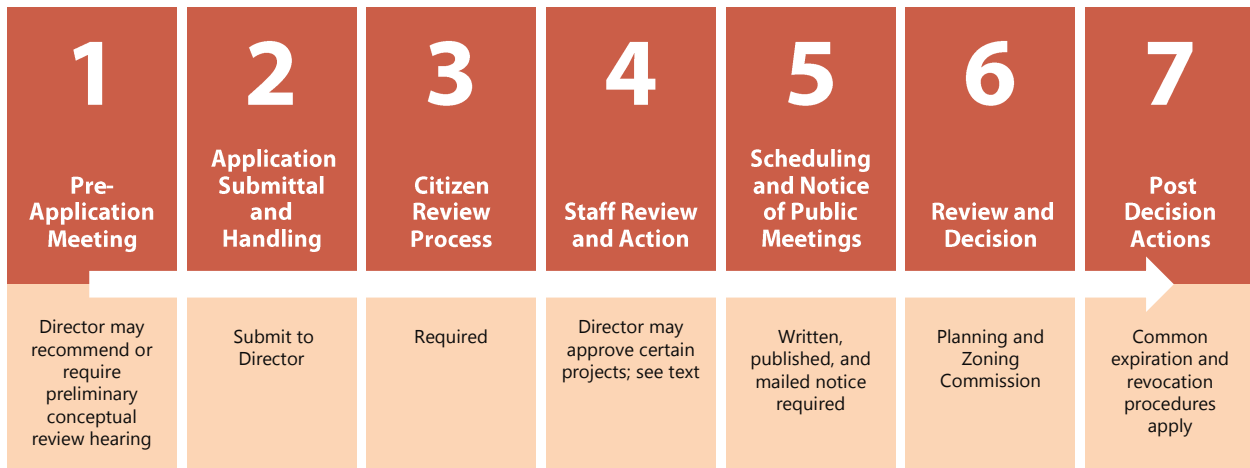 1
Pre-
Application
Meeting
Director may
recommend or
require
preliminary
conceptual
review hearing
2
Application
Submittal
and
Handling
Submit to
Director
3
Citizen
Review
Process
Required
4
Staff Review
and Action
Director may
approve certain
projects; see text
5
Scheduling
and Notice
of Public
Meetings
Written,
published, and
mailed notice
required
6
Review and
Decision
Planning and
Zoning
Commission
7
Post
Decision
Actions
Common
expiration and
revocation
procedures
apply